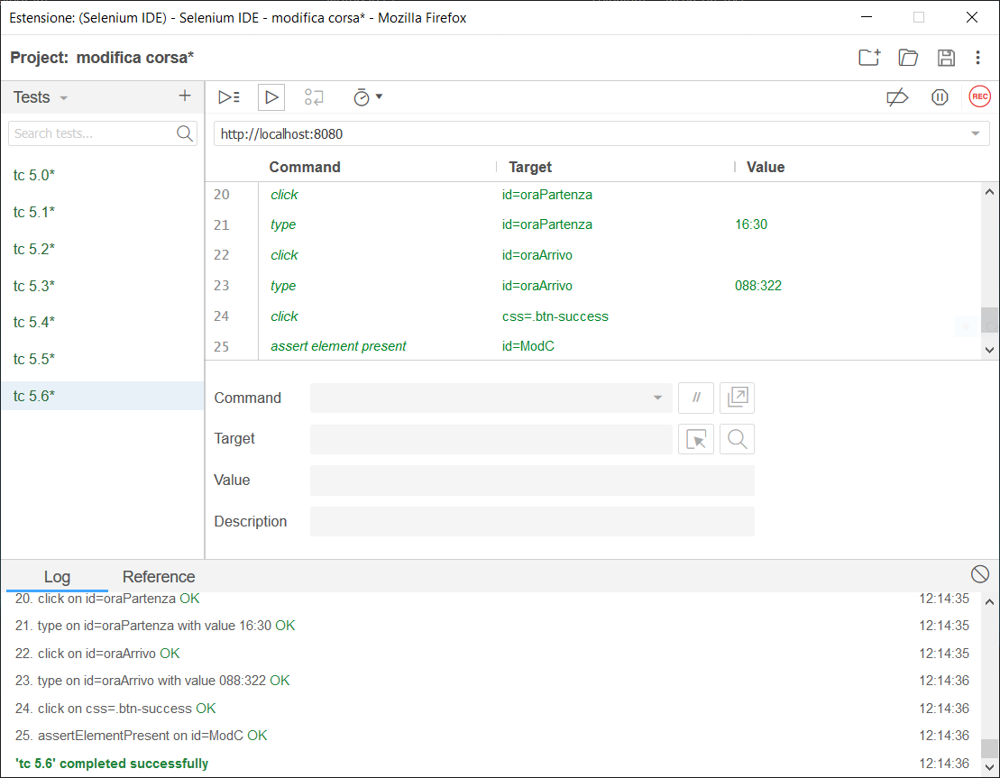 Estensione: (Selenium IDE) - Selenium IDE - modifica corsa* - Mozilla Firefox
Project: modifica corsa*
Tests
REC
Search tests...
http://localhost:8080
Command Target Value
tc 5.0*
tc 5.1*
tc 5.2*
tc 5.3*
tc 5.4*
tc 5.5*
tc 5.6*
20 click id=oraPartenza
21 type id=oraPartenza 16:30
22 click id=oraArrivo
23 type id=oraArrivo 088:322
24 click css=.btn-success
25 assert element present id=ModC
Command //
Target
Value
Description
Log Reference
20. click on id=oraPartenza OK 12:14:35
21. type on id=oraPartenza with value 16:30 OK 12:14:35
22. click on id=oraArrivo OK 12:14:35
23. type on id=oraArrivo with value 088:322 OK 12:14:36
24. click on css=.btn-success OK 12:14:36
25. assertElementPresent on id=ModC OK 12:14:36
'tc 5.6' completed successfully 12:14:36